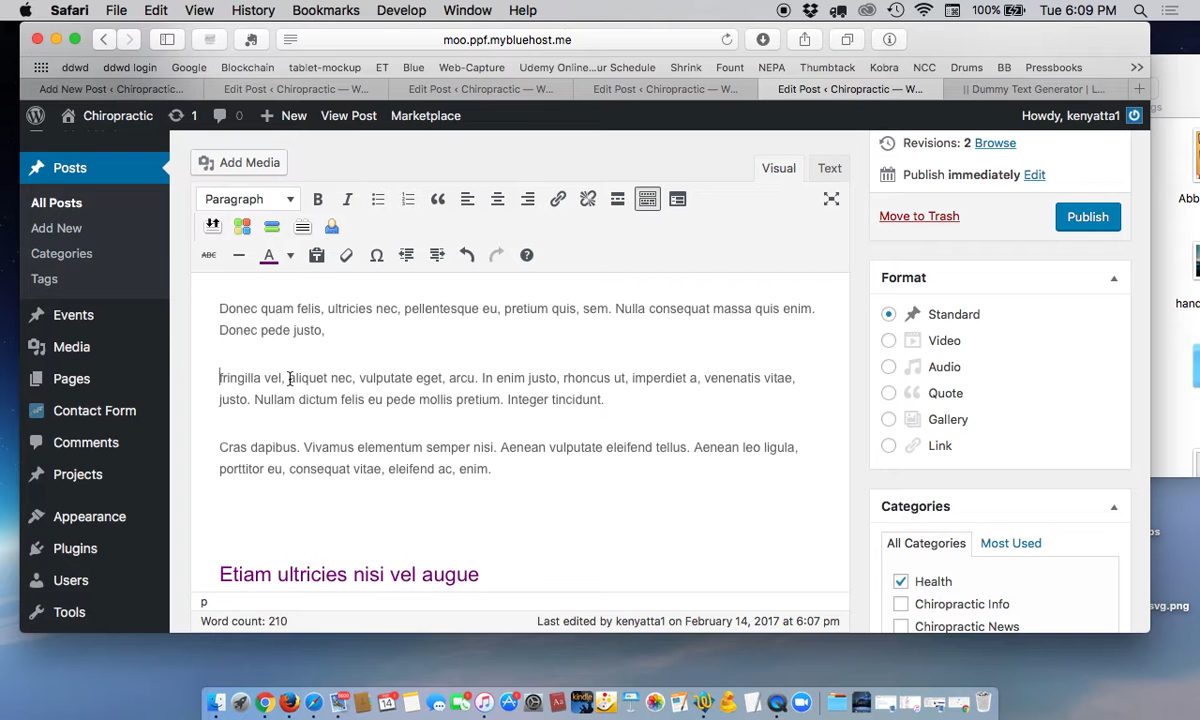 Safari File Edit View History Bookmarks Develop Window Help 100% Tue 6:09 PM
moo.ppf.mybluehost.me
ddwd ddwd login Google Blockchain tablet-mockup ET Blue Web-Capture Udemy Online...ur Schedule Shrink Fount NEPA Thumbtack Kobra NCC Drums BB Pressbooks >>
Add New Post ‹ Chiropractic... Edit Post ‹ Chiropractic — W... Edit Post ‹ Chiropractic — W... Edit Post ‹ Chiropractic — W... Edit Post ‹ Chiropractic — W... || Dummy Text Generator | L... +
Chiropractic 1 0 + New View Post Marketplace Howdy, kenyatta1
Posts
All Posts
Add New
Categories
Tags
Events
Media
Pages
Contact Form
Comments
Projects
Appearance
Plugins
Users
Tools
Add Media Visual Text
Paragraph B I
ABC A
Donec quam felis, ultricies nec, pellentesque eu, pretium quis, sem. Nulla consequat massa quis enim.
Donec pede justo,
fringilla vel, aliquet nec, vulputate eget, arcu. In enim justo, rhoncus ut, imperdiet a, venenatis vitae,
justo. Nullam dictum felis eu pede mollis pretium. Integer tincidunt.
Cras dapibus. Vivamus elementum semper nisi. Aenean vulputate eleifend tellus. Aenean leo ligula,
porttitor eu, consequat vitae, eleifend ac, enim.
Etiam ultricies nisi vel augue
p
Word count: 210 Last edited by kenyatta1 on February 14, 2017 at 6:07 pm
Revisions: 2 Browse
Publish immediately Edit
Move to Trash Publish
Format
Standard
Video
Audio
Quote
Gallery
Link
Categories
All Categories Most Used
Health
Chiropractic Info
Chiropractic News
Abb
hand
svg.png
14